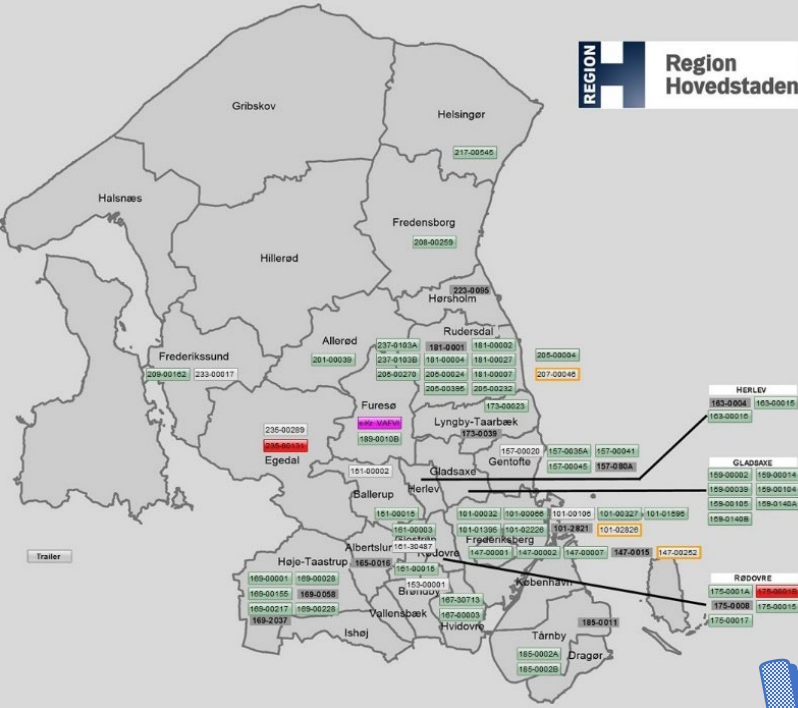 REGION
Region
Hovedstaden
Gribskov
Helsingør
217-00545
Halsnæs
Fredensborg
208-00259
Hillerød
223-0095
Hørsholm
Rudersdal
Allerød
237-0103A 181-0001 181-00002
201-00039
237-0103B 181-00004 181-00027
205-00004
Frederikssund
209-00162 233-00017
205-00270 205-00024 181-00007
207-00046
205-00395 205-00232
Furesø
173-00023
HERLEV
163-0004 163-00015
163-00016
Lyngby-Taarbæk
173-0039
235-00289
189-0010B
Egedal
157-00020 157-0035A 157-00041
Gentofte
157-00045 157-080A
151-00002
Gladsaxe
GLADSAXE
159-00002 159-00014
159-00039 159-00104
159-00105 159-0140A
159-0140B
Ballerup
Herlev
151-00015
101-00032 101-00066 101-00106 101-00327 101-01595
161-00003
101-01395 101-02226 101-2821 101-02826
Frederiksberg
Albertslun
161-30487
Rødovre
147-00001 147-00002 147-00007 147-0015 147-00252
Trailer
Høje-Taastrup
165-0016
161-00015
København
RØDOVRE
175-0001A
175-0008 175-00015
175-00017
169-00001 169-00028
153-00001
169-00155 169-0058
Brøndby
167-30713
169-00217 169-00228
Vallensbæk
167-00003
169-2037
Hvidovre
185-0011
Ishøj
Tårnby
185-0002A
Dragør
185-0002B